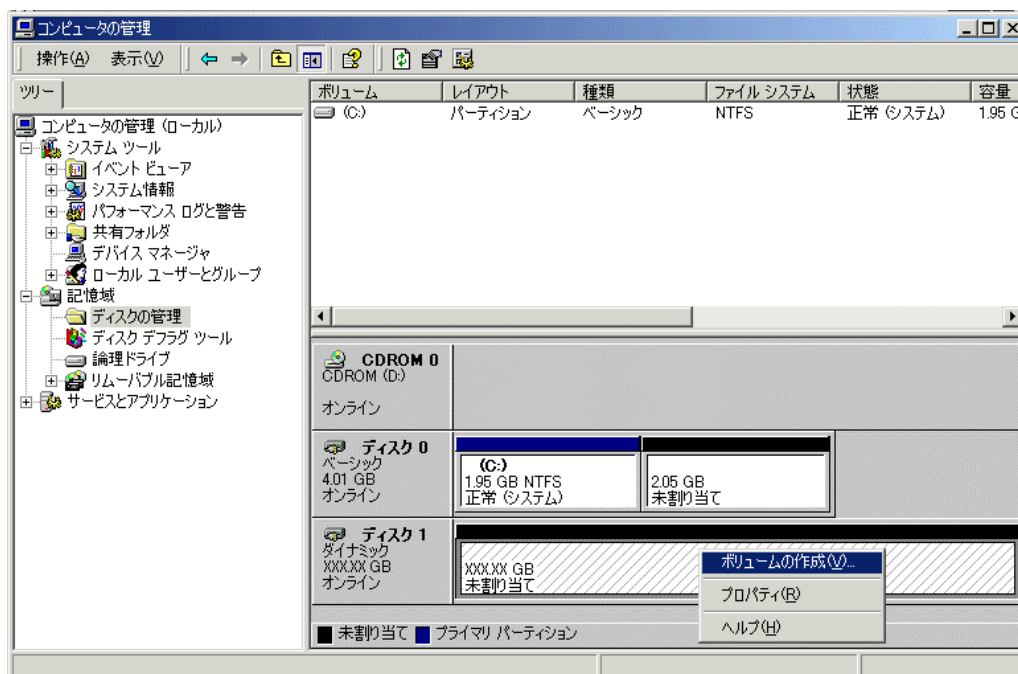 コンピュータの管理
操作(A) 表示(V)
ツリー
コンピュータの管理 (ローカル)
システム ツール
イベント ビューア
システム情報
パフォーマンス ログと警告
共有フォルダ
デバイス マネージャ
ローカル ユーザーとグループ
記憶域
ディスクの管理
ディスク デフラグ ツール
論理ドライブ
リムーバブル記憶域
サービスとアプリケーション
ボリューム レイアウト 種類 ファイル システム 状態 容量
(C:) パーティション ベーシック NTFS 正常 (システム) 1.95 G
CDROM 0
CDROM (D:)
オンライン
ディスク 0
ベーシック
4.01 GB
オンライン
(C:)
1.95 GB NTFS
正常 (システム)
2.05 GB
未割り当て
ディスク 1
ダイナミック
XXX.XX GB
オンライン
XXX.XX GB
未割り当て
ボリュームの作成(V)...
プロパティ(R)
ヘルプ(H)
未割り当て プライマリ パーティション